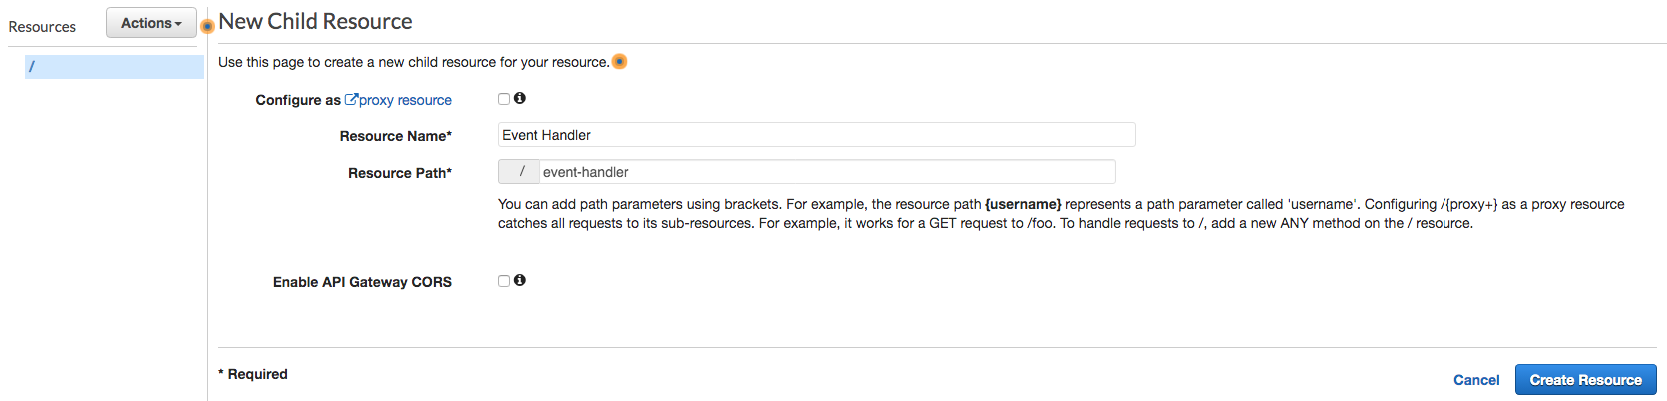 Resources
Actions
/
New Child Resource
Use this page to create a new child resource for your resource.
Configure as proxy resource
Resource Name*
Event Handler
Resource Path*
/ event-handler
You can add path parameters using brackets. For example, the resource path {username} represents a path parameter called 'username'. Configuring /{proxy+} as a proxy resource
catches all requests to its sub-resources. For example, it works for a GET request to /foo. To handle requests to /, add a new ANY method on the / resource.
Enable API Gateway CORS
* Required
Cancel
Create Resource